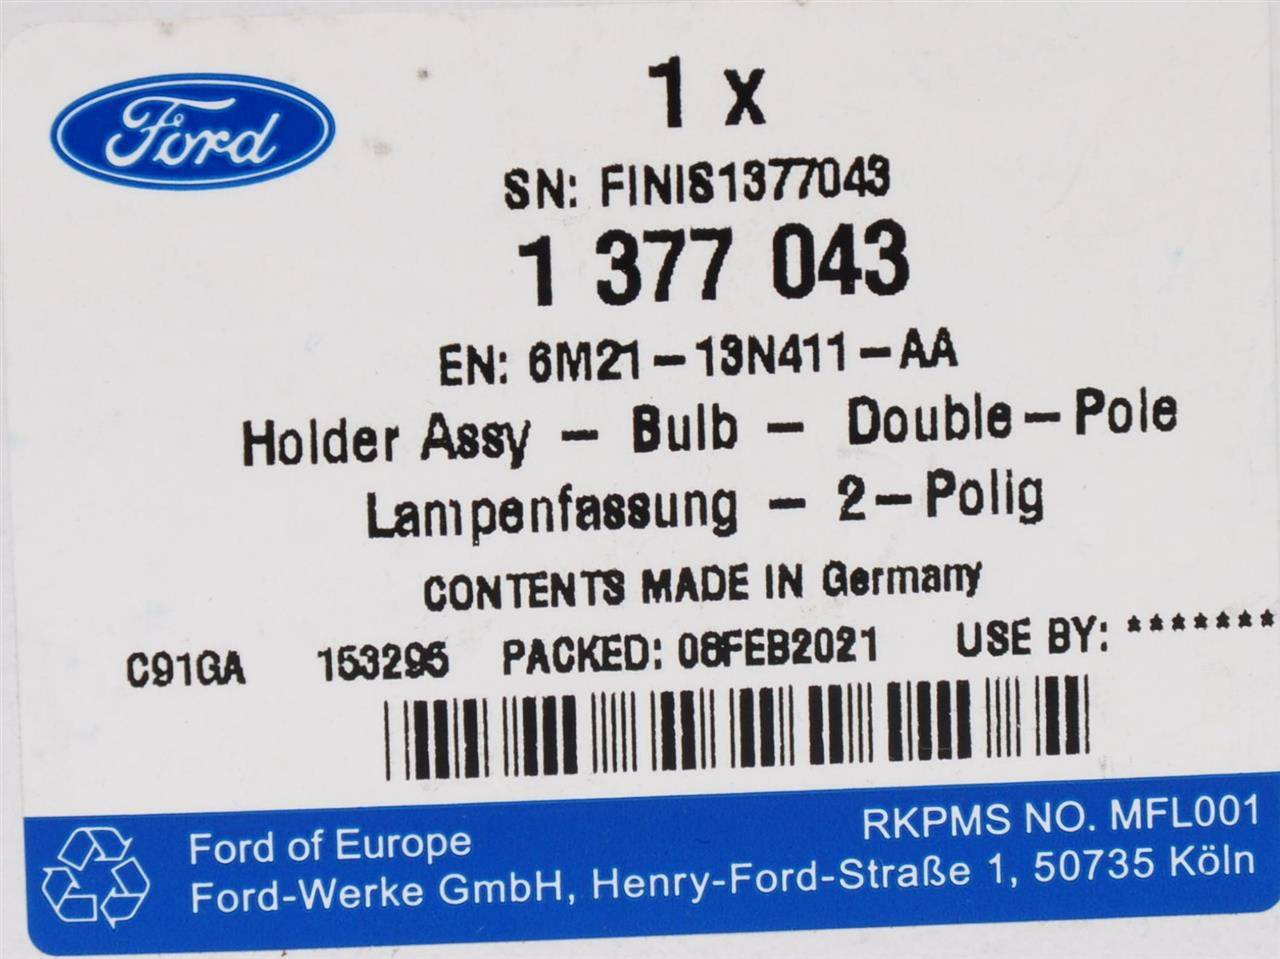 Ford
1 x
SN: FINIS1377043
1 377 043
EN: 6M21-13N411-AA
Holder Assy - Bulb - Double-Pole
Lampenfassung - 2-Polig
CONTENTS MADE IN Germany
C91GA 153295 PACKED: 08FEB2021 USE BY: *******
RKPMS NO. MFL001
Ford of Europe
Ford-Werke GmbH, Henry-Ford-Straße 1, 50735 Köln